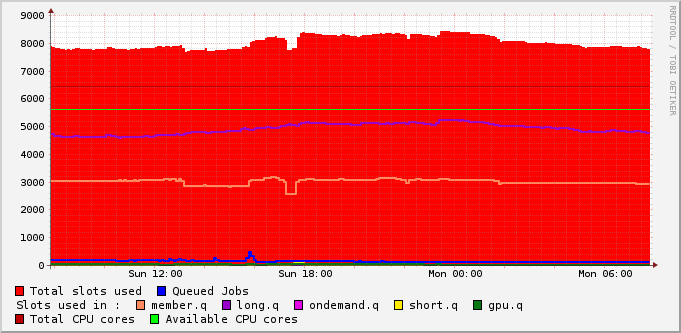 9000
8000
7000
6000
5000
4000
3000
2000
1000
0
Sun 12:00 Sun 18:00 Mon 00:00 Mon 06:00
Total slots used Queued Jobs
Slots used in : member.q long.q ondemand.q short.q gpu.q
Total CPU cores Available CPU cores
RRDTOOL / TOBI OETIKER